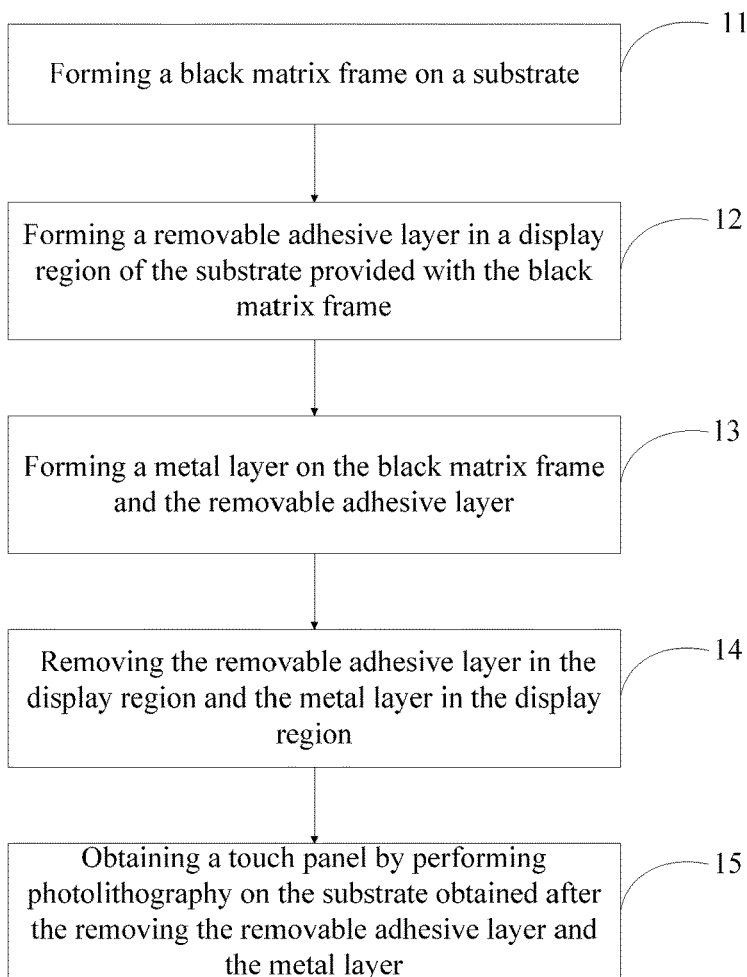 11
Forming a black matrix frame on a substrate
12
Forming a removable adhesive layer in a display
region of the substrate provided with the black
matrix frame
13
Forming a metal layer on the black matrix frame
and the removable adhesive layer
14
Removing the removable adhesive layer in the
display region and the metal layer in the display
region
15
Obtaining a touch panel by performing
photolithography on the substrate obtained after
the removing the removable adhesive layer and
the metal layer